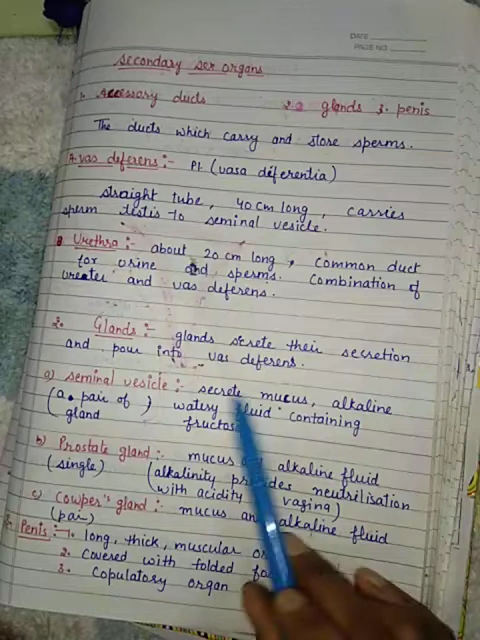 DATE
PAGE NO.
Secondary sex organs
1. Accessory ducts 2. glands 3. penis
The ducts which carry and store sperms.
A. vas deferens :- Pl. (vasa diferentia)
straight tube, 40 cm long, carries
sperm testis to seminal vesicle.
B Urethra :- about 20 cm long, common duct
for urine and sperms. Combination of
ureter and vas deferens.
2. Glands :- glands secrete their secretion
and pour into vas deferens.
a) seminal vesicle :- secrete mucus, alkaline
(a pair of gland) watery fluid containing
fructose
b) Prostate gland :- mucus alkaline fluid
(single) (alkalinity provides neutrilisation
with acidity vagina)
c) Cowper's gland :- mucus and alkaline fluid
(pair)
Penis :- 1. long, thick, muscular
2. covered with folded
3. Copulatory organ